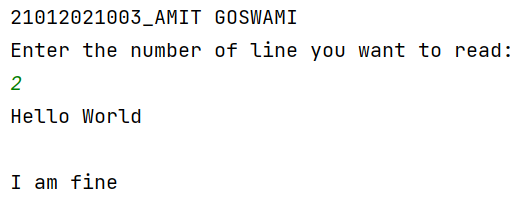 21012021003_AMIT GOSWAMI
Enter the number of line you want to read:
2
Hello World
I am fine